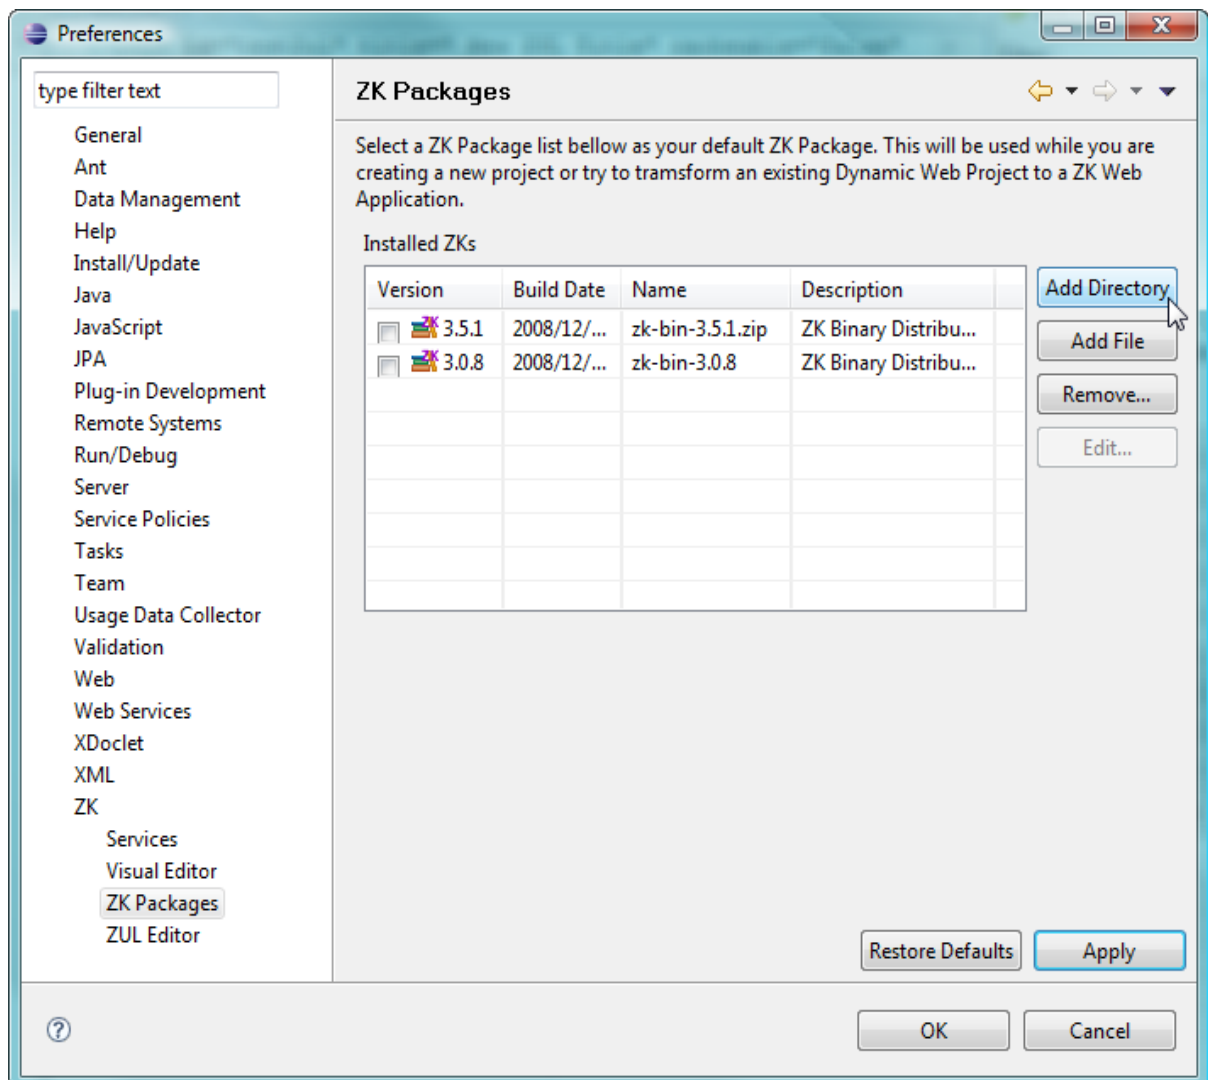 Preferences
type filter text
General
Ant
Data Management
Help
Install/Update
Java
JavaScript
JPA
Plug-in Development
Remote Systems
Run/Debug
Server
Service Policies
Tasks
Team
Usage Data Collector
Validation
Web
Web Services
XDoclet
XML
ZK
Services
Visual Editor
ZK Packages
ZUL Editor
ZK Packages
Select a ZK Package list bellow as your default ZK Package. This will be used while you are
creating a new project or try to tramsform an existing Dynamic Web Project to a ZK Web
Application.
Installed ZKs
Version Build Date Name Description
3.5.1 2008/12/... zk-bin-3.5.1.zip ZK Binary Distribu...
3.0.8 2008/12/... zk-bin-3.0.8 ZK Binary Distribu...
Add Directory
Add File
Remove...
Edit...
Restore Defaults Apply
OK Cancel